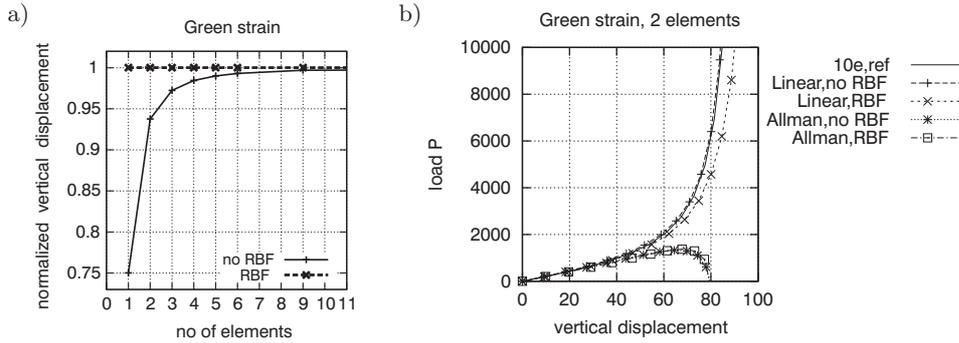 a)
Green strain
normalized vertical displacement
1
0.95
0.9
0.85
0.8
0.75
no RBF
RBF
0 1 2 3 4 5 6 7 8 9 10 11
no of elements
b)
Green strain, 2 elements
load P
10000
8000
6000
4000
2000
0
0 20 40 60 80 100
vertical displacement
10e,ref
Linear,no RBF
Linear,RBF
Allman,no RBF
Allman,RBF